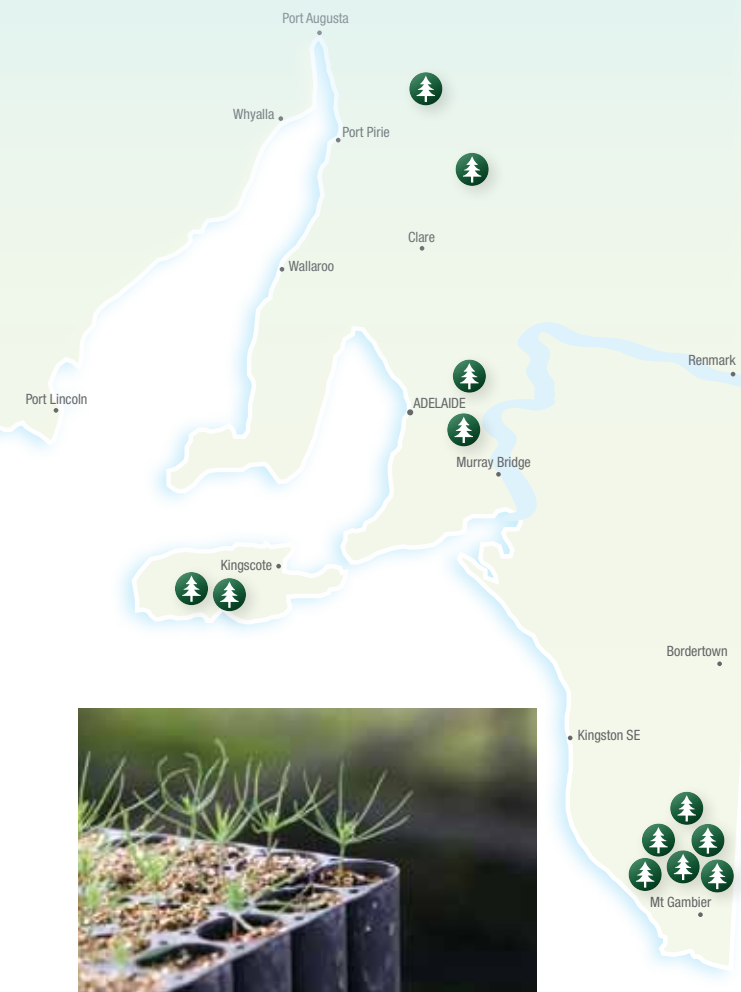 Port Augusta
Whyalla
Port Pirie
Clare
Wallaroo
Renmark
Port Lincoln
ADELAIDE
Murray Bridge
Kingscote
Bordertown
Kingston SE
Mt Gambier